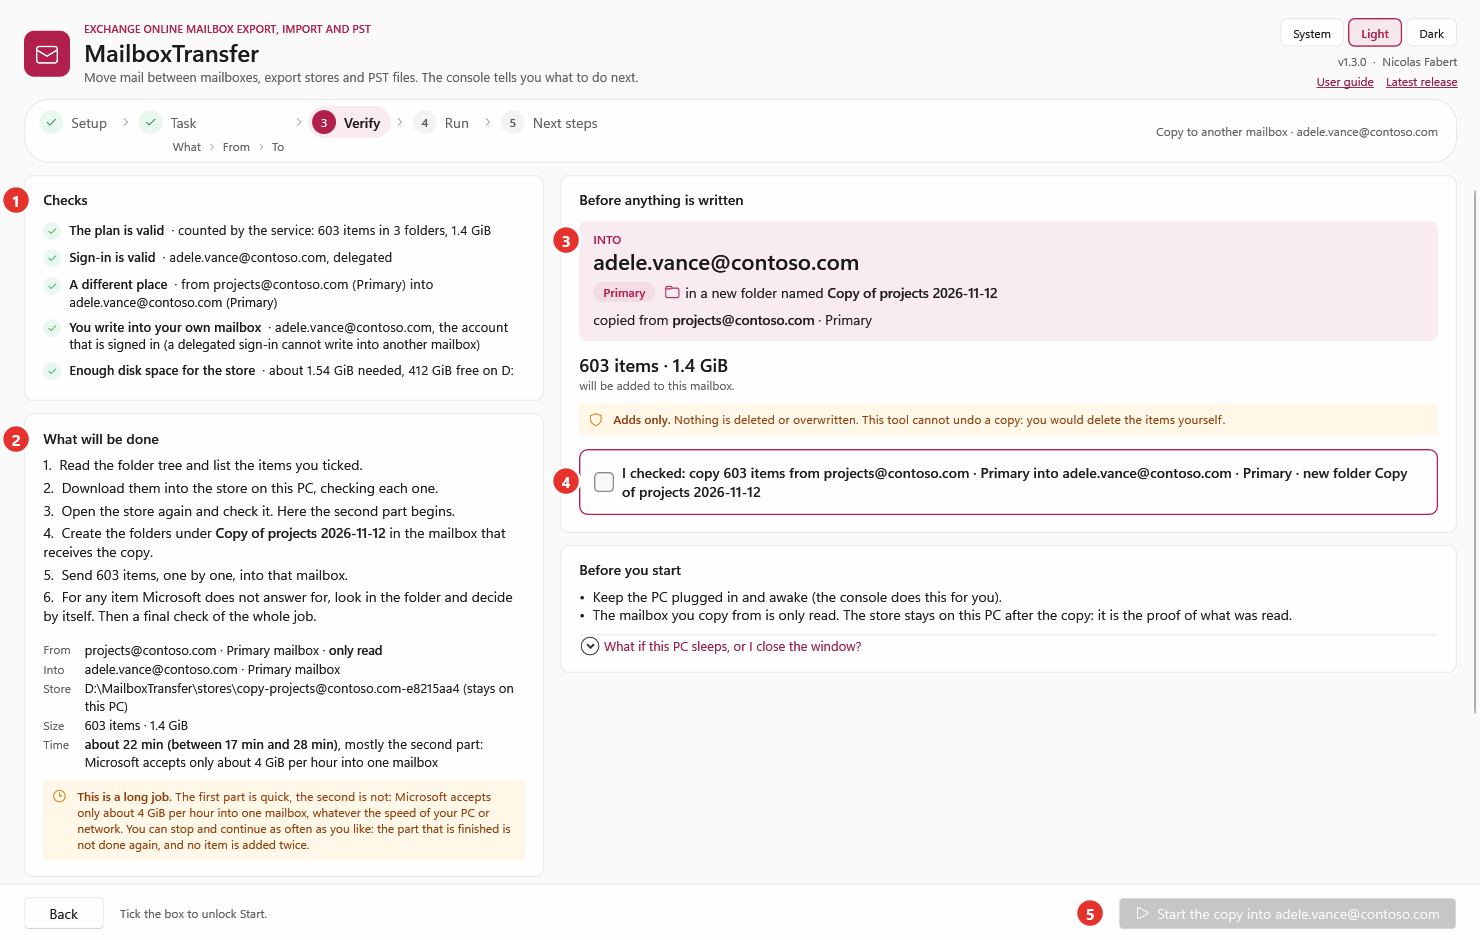 EXCHANGE ONLINE MAILBOX EXPORT, IMPORT AND PST
MailboxTransfer
Move mail between mailboxes, export stores and PST files. The console tells you what to do next.
System
Light
Dark
v1.3.0 · Nicolas Fabert
User guide
Latest release
Setup
Task
3 Verify
4 Run
5 Next steps
What
From
To
Copy to another mailbox · adele.vance@contoso.com
1
Checks
The plan is valid · counted by the service: 603 items in 3 folders, 1.4 GiB
Sign-in is valid · adele.vance@contoso.com, delegated
A different place · from projects@contoso.com (Primary) into
adele.vance@contoso.com (Primary)
You write into your own mailbox · adele.vance@contoso.com, the account
that is signed in (a delegated sign-in cannot write into another mailbox)
Enough disk space for the store · about 1.54 GiB needed, 412 GiB free on D:
2
What will be done
1. Read the folder tree and list the items you ticked.
2. Download them into the store on this PC, checking each one.
3. Open the store again and check it. Here the second part begins.
4. Create the folders under Copy of projects 2026-11-12 in the mailbox that
receives the copy.
5. Send 603 items, one by one, into that mailbox.
6. For any item Microsoft does not answer for, look in the folder and decide
by itself. Then a final check of the whole job.
From projects@contoso.com · Primary mailbox · only read
Into adele.vance@contoso.com · Primary mailbox
Store D:\MailboxTransfer\stores\copy-projects@contoso.com-e8215aa4 (stays on
this PC)
Size 603 items · 1.4 GiB
Time about 22 min (between 17 min and 28 min), mostly the second part:
Microsoft accepts only about 4 GiB per hour into one mailbox
This is a long job. The first part is quick, the second is not: Microsoft accepts
only about 4 GiB per hour into one mailbox, whatever the speed of your PC or
network. You can stop and continue as often as you like: the part that is finished is
not done again, and no item is added twice.
Before anything is written
3
INTO
adele.vance@contoso.com
Primary in a new folder named Copy of projects 2026-11-12
copied from projects@contoso.com · Primary
603 items · 1.4 GiB
will be added to this mailbox.
Adds only. Nothing is deleted or overwritten. This tool cannot undo a copy: you would delete the items yourself.
4
I checked: copy 603 items from projects@contoso.com · Primary into adele.vance@contoso.com · Primary · new folder Copy
of projects 2026-11-12
Before you start
• Keep the PC plugged in and awake (the console does this for you).
• The mailbox you copy from is only read. The store stays on this PC after the copy: it is the proof of what was read.
What if this PC sleeps, or I close the window?
Back
Tick the box to unlock Start.
5
Start the copy into adele.vance@contoso.com